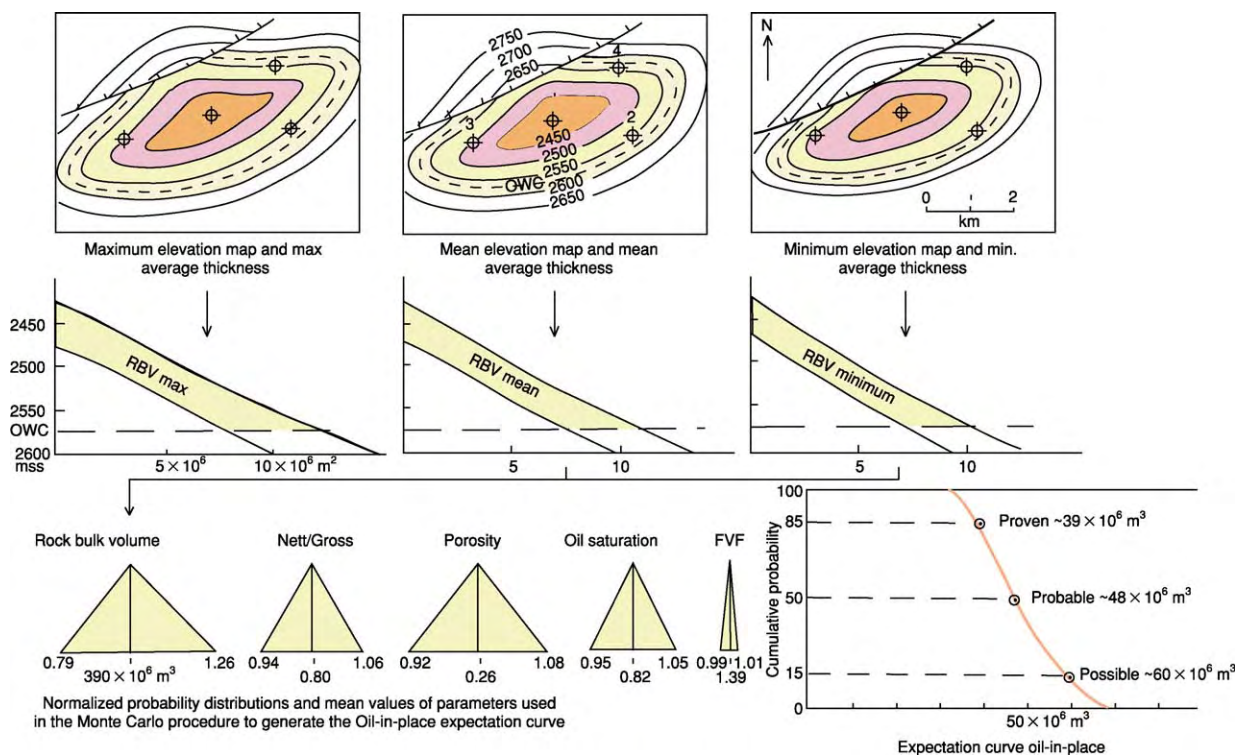 N
2750
2700
2650
4
3
2
2450
2500
2550
OWC 2600
2650
0 2
km
Maximum elevation map and max
average thickness
Mean elevation map and mean
average thickness
Minimum elevation map and min.
average thickness
2450
2500
2550
OWC
2600
mss
RBV max
5 × 10⁶ 10 × 10⁶ m²
RBV mean
5 10
RBV minimum
5 10
Rock bulk volume
0.79 1.26
390 × 10⁶ m³
Nett/Gross
0.94 1.06
0.80
Porosity
0.92 1.08
0.26
Oil saturation
0.95 1.05
0.82
FVF
0.99 1.01
1.39
Normalized probability distributions and mean values of parameters used
in the Monte Carlo procedure to generate the Oil-in-place expectation curve
Cumulative probability
100
85
50
15
0
Proven ~39 × 10⁶ m³
Probable ~48 × 10⁶ m³
Possible ~60 × 10⁶ m³
50 × 10⁶ m³
Expectation curve oil-in-place